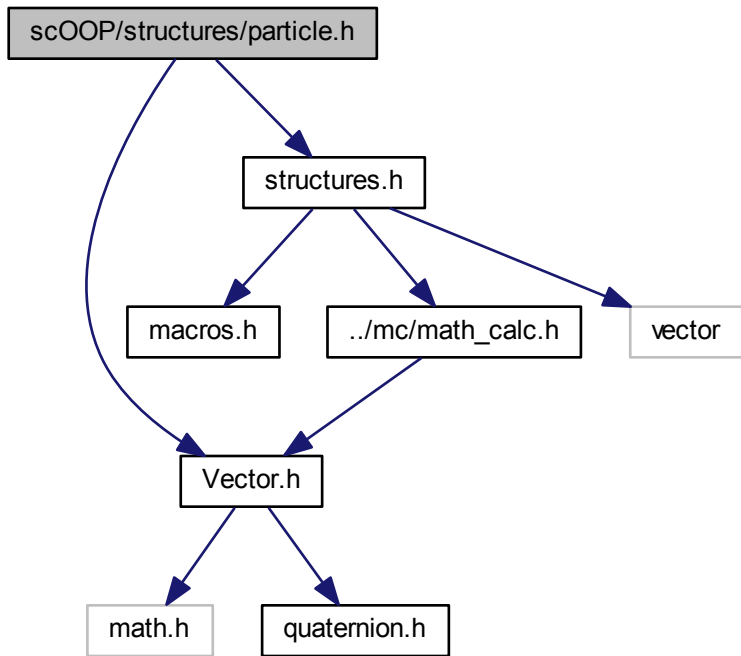 scOOP/structures/particle.h
structures.h
macros.h
../mc/math_calc.h
vector
Vector.h
math.h
quaternion.h